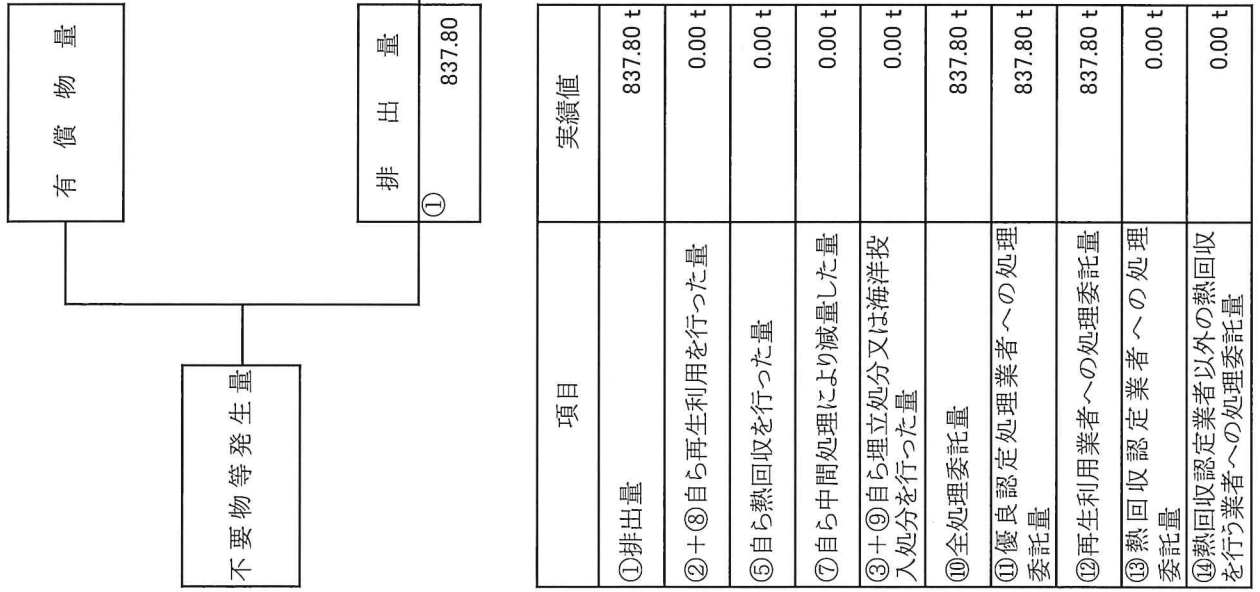 不要物等発生量
有償物量
排出量
①
837.80
項目 実績値
①排出量 837.80 t
②+⑧自ら再生利用を行った量 0.00 t
⑤自ら熱回収を行った量 0.00 t
⑦自ら中間処理により減量した量 0.00 t
③+⑨自ら埋立処分又は海洋投
入処分を行った量 0.00 t
⑩全処理委託量 837.80 t
⑪優良認定処理業者への処理
委託量 837.80 t
⑫再生利用業者への処理委託量 837.80 t
⑬熱回収認定業者への処理
委託量 0.00 t
⑭熱回収認定業者以外の熱回収
を行う業者への処理委託量 0.00 t